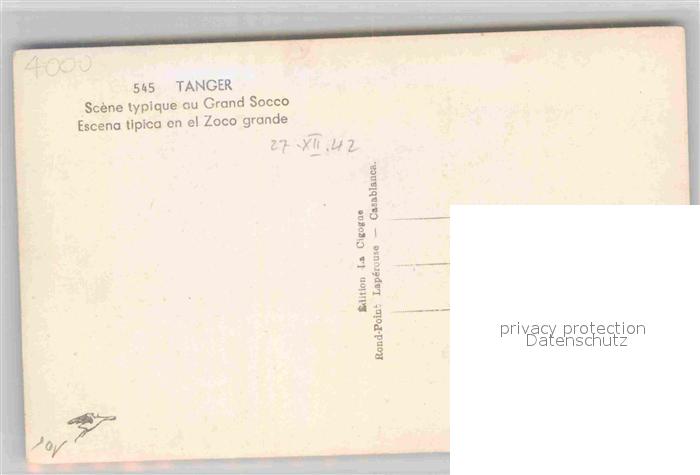 4000
545 TANGER
Scène typique au Grand Socco
Escena tipica en el Zoco grande
27.XII.42
Édition La Cigogne
Rond-Point Lapérouse — Casablanca.
privacy protection
Datenschutz